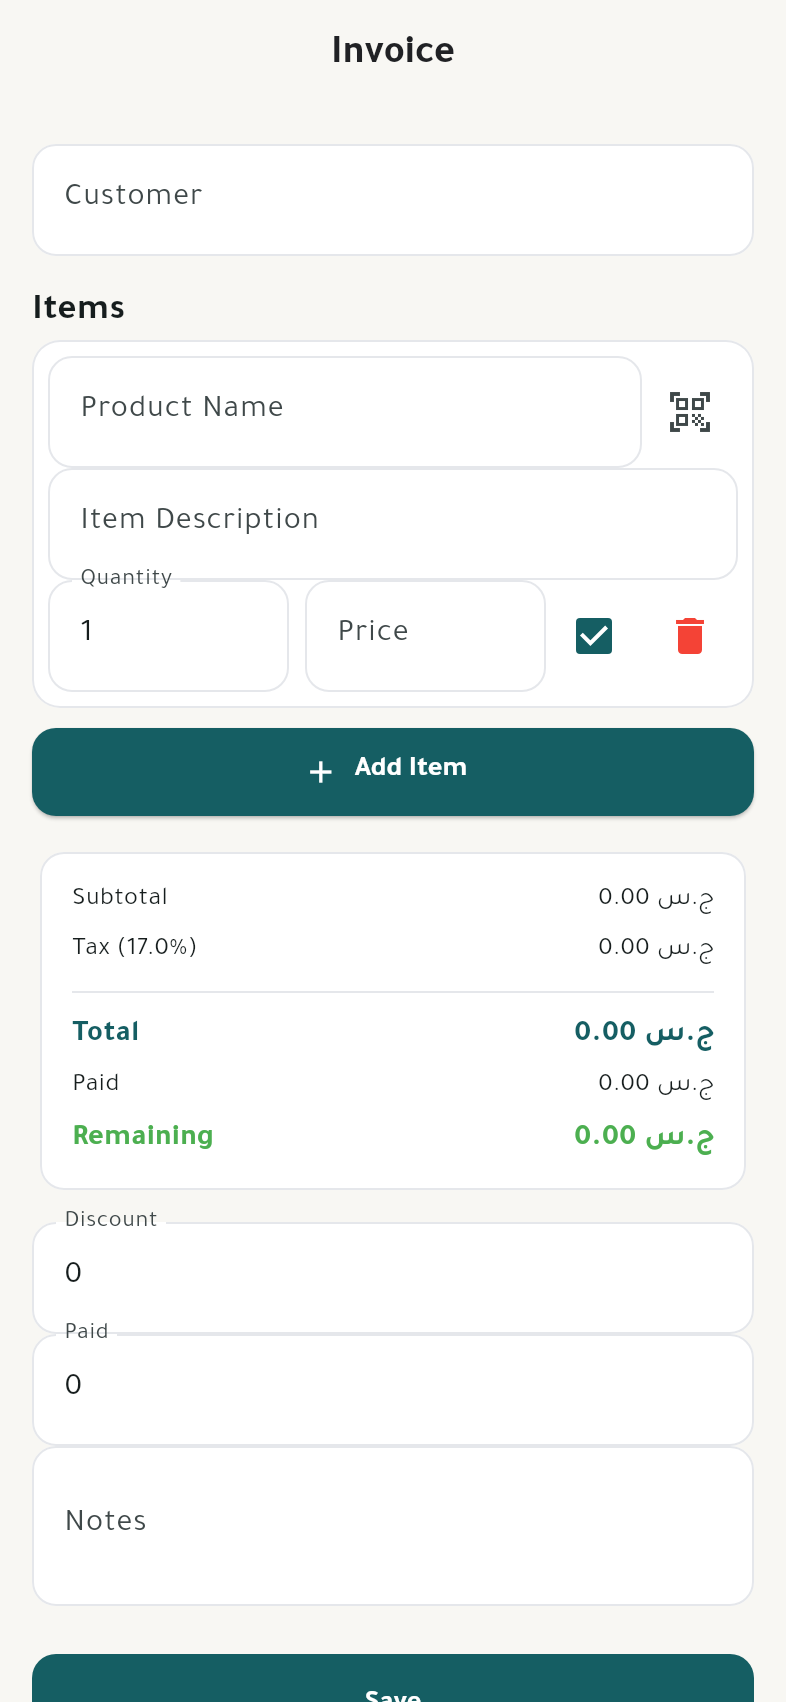 Invoice
Customer
Items
Product Name
Item Description
Quantity
1
Price
Add Item
Subtotal
0.00 ج.س
Tax (17.0%)
0.00 ج.س
Total
0.00 ج.س
Paid
0.00 ج.س
Remaining
0.00 ج.س
Discount
0
Paid
0
Notes
Save